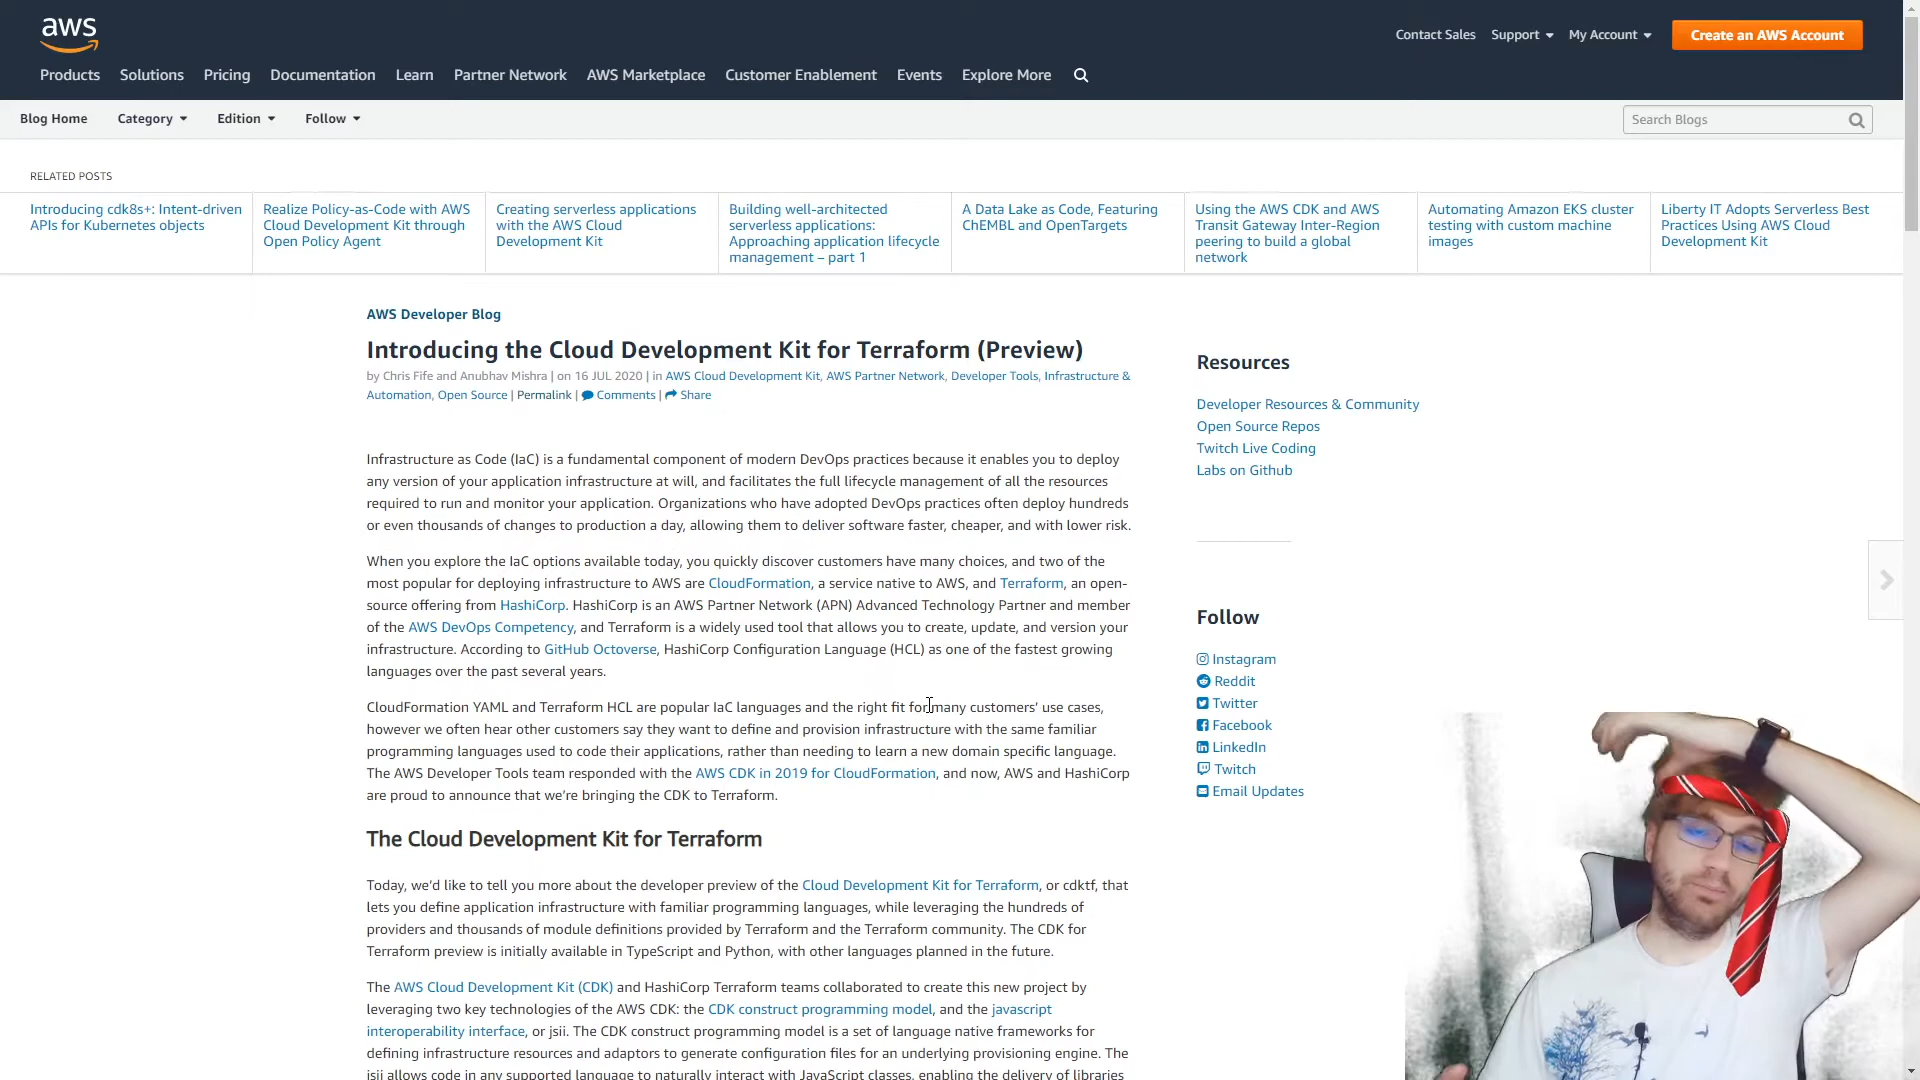 aws
Contact Sales Support My Account Create an AWS Account
Products Solutions Pricing Documentation Learn Partner Network AWS Marketplace Customer Enablement Events Explore More
Blog Home Category Edition Follow Search Blogs
RELATED POSTS
Introducing cdk8s+: Intent-driven
APIs for Kubernetes objects
Realize Policy-as-Code with AWS
Cloud Development Kit through
Open Policy Agent
Creating serverless applications
with the AWS Cloud
Development Kit
Building well-architected
serverless applications:
Approaching application lifecycle
management – part 1
A Data Lake as Code, Featuring
ChEMBL and OpenTargets
Using the AWS CDK and AWS
Transit Gateway Inter-Region
peering to build a global
network
Automating Amazon EKS cluster
testing with custom machine
images
Liberty IT Adopts Serverless Best
Practices Using AWS Cloud
Development Kit
AWS Developer Blog
Introducing the Cloud Development Kit for Terraform (Preview)
by Chris Fife and Anubhav Mishra | on 16 JUL 2020 | in AWS Cloud Development Kit, AWS Partner Network, Developer Tools, Infrastructure &
Automation, Open Source | Permalink | Comments | Share
Infrastructure as Code (IaC) is a fundamental component of modern DevOps practices because it enables you to deploy
any version of your application infrastructure at will, and facilitates the full lifecycle management of all the resources
required to run and monitor your application. Organizations who have adopted DevOps practices often deploy hundreds
or even thousands of changes to production a day, allowing them to deliver software faster, cheaper, and with lower risk.
When you explore the IaC options available today, you quickly discover customers have many choices, and two of the
most popular for deploying infrastructure to AWS are CloudFormation, a service native to AWS, and Terraform, an open-
source offering from HashiCorp. HashiCorp is an AWS Partner Network (APN) Advanced Technology Partner and member
of the AWS DevOps Competency, and Terraform is a widely used tool that allows you to create, update, and version your
infrastructure. According to GitHub Octoverse, HashiCorp Configuration Language (HCL) as one of the fastest growing
languages over the past several years.
CloudFormation YAML and Terraform HCL are popular IaC languages and the right fit for many customers’ use cases,
however we often hear other customers say they want to define and provision infrastructure with the same familiar
programming languages used to code their applications, rather than needing to learn a new domain specific language.
The AWS Developer Tools team responded with the AWS CDK in 2019 for CloudFormation, and now, AWS and HashiCorp
are proud to announce that we’re bringing the CDK to Terraform.
The Cloud Development Kit for Terraform
Today, we’d like to tell you more about the developer preview of the Cloud Development Kit for Terraform, or cdktf, that
lets you define application infrastructure with familiar programming languages, while leveraging the hundreds of
providers and thousands of module definitions provided by Terraform and the Terraform community. The CDK for
Terraform preview is initially available in TypeScript and Python, with other languages planned in the future.
The AWS Cloud Development Kit (CDK) and HashiCorp Terraform teams collaborated to create this new project by
leveraging two key technologies of the AWS CDK: the CDK construct programming model, and the javascript
interoperability interface, or jsii. The CDK construct programming model is a set of language native frameworks for
defining infrastructure resources and adaptors to generate configuration files for an underlying provisioning engine. The
jsii allows code in any supported language to naturally interact with JavaScript classes, enabling the delivery of libraries
Resources
Developer Resources & Community
Open Source Repos
Twitch Live Coding
Labs on Github
Follow
Instagram
Reddit
Twitter
Facebook
LinkedIn
Twitch
Email Updates